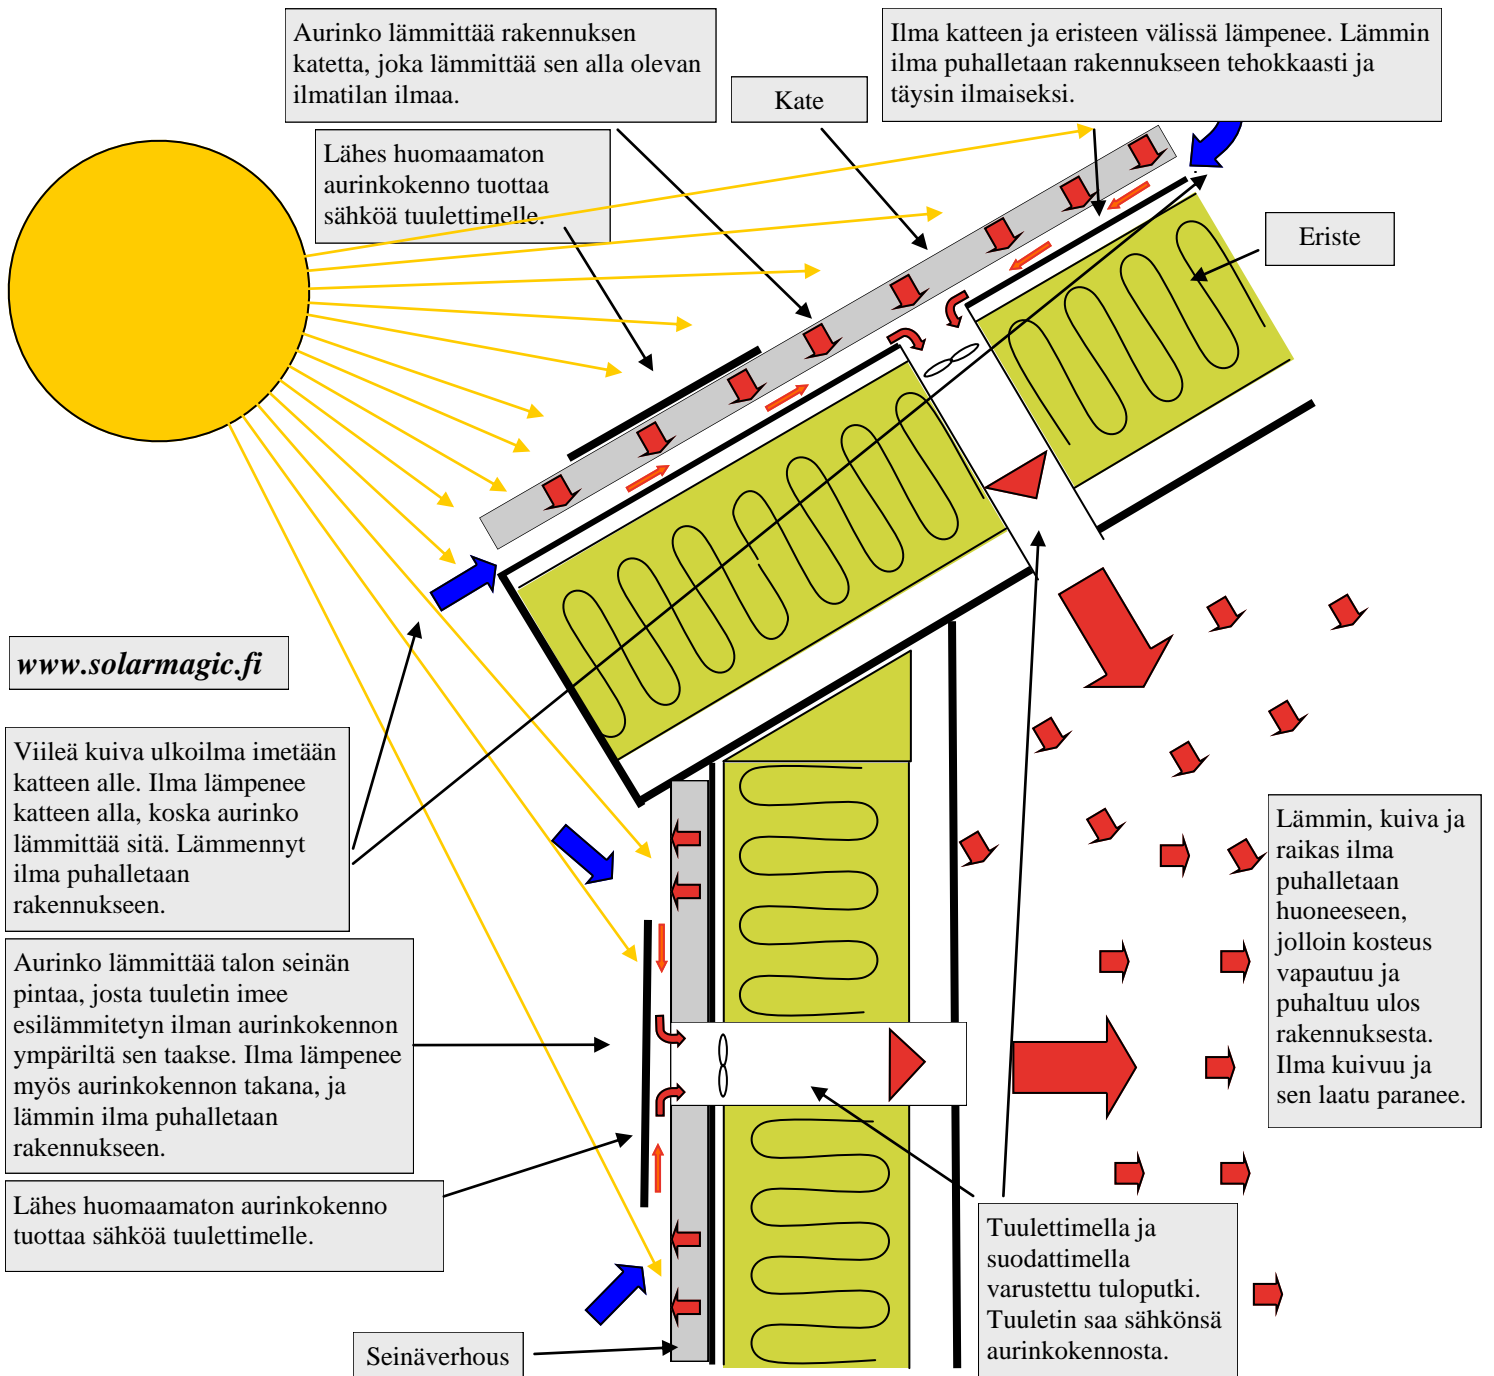 Aurinko lämmittää rakennuksen
katetta, joka lämmittää sen alla olevan
ilmatilan ilmaa.
Kate
Ilma katteen ja eristeen välissä lämpenee. Lämmin
ilma puhalletaan rakennukseen tehokkaasti ja
täysin ilmaiseksi.
Lähes huomaamaton
aurinkokenno tuottaa
sähköä tuulettimelle.
Eriste
www.solarmagic.fi
Viileä kuiva ulkoilma imetään
katteen alle. Ilma lämpenee
katteen alla, koska aurinko
lämmittää sitä. Lämmennyt
ilma puhalletaan
rakennukseen.
Aurinko lämmittää talon seinän
pintaa, josta tuuletin imee
esilämmitetyn ilman aurinkokennon
ympäriltä sen taakse. Ilma lämpenee
myös aurinkokennon takana, ja
lämmin ilma puhalletaan
rakennukseen.
Lähes huomaamaton aurinkokenno
tuottaa sähköä tuulettimelle.
Seinäverhous
Lämmin, kuiva ja
raikas ilma
puhalletaan
huoneeseen,
jolloin kosteus
vapautuu ja
puhaltuu ulos
rakennuksesta.
Ilma kuivuu ja
sen laatu paranee.
Tuulettimella ja
suodattimella
varustettu tuloputki.
Tuuletin saa sähkönsä
aurinkokennosta.